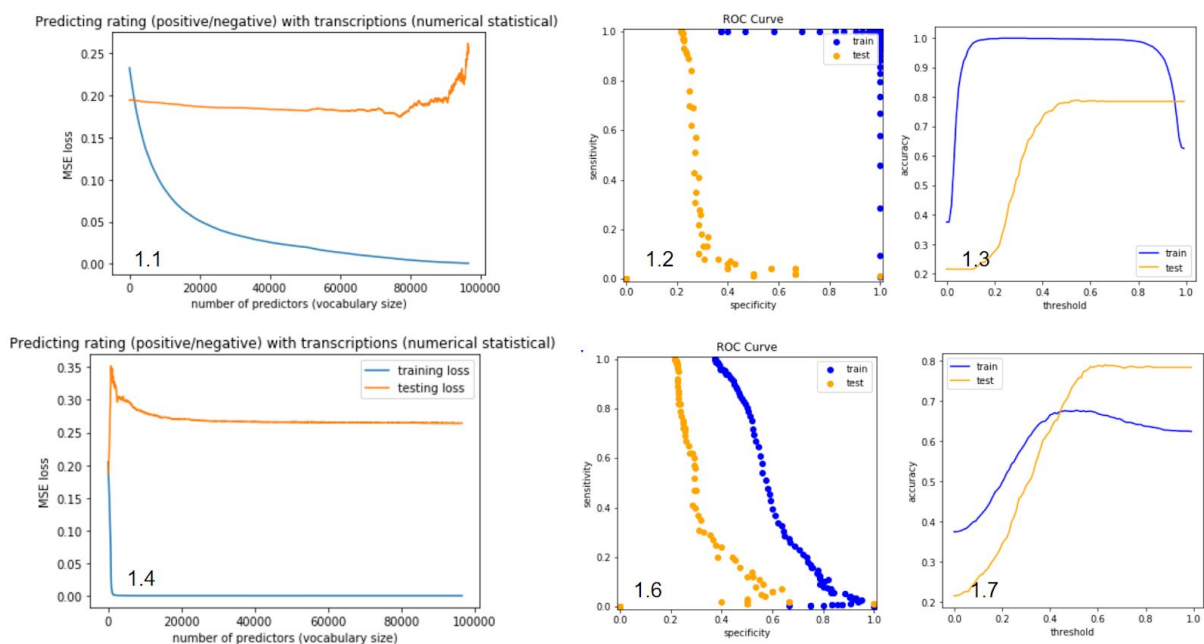 Predicting rating (positive/negative) with transcriptions (numerical statistical)
MSE loss
0.25
0.20
0.15
0.10
0.05
0.00
1.1
0 20000 40000 60000 80000 100000
number of predictors (vocabulary size)
ROC Curve
train
test
sensitivity
1.0
0.8
0.6
0.4
0.2
0.0
1.2
0.0 0.2 0.4 0.6 0.8 1.0
specificity
accuracy
1.0
0.9
0.8
0.7
0.6
0.5
0.4
0.3
0.2
1.3
train
test
0.0 0.2 0.4 0.6 0.8 1.0
threshold
Predicting rating (positive/negative) with transcriptions (numerical statistical)
training loss
testing loss
MSE loss
0.35
0.30
0.25
0.20
0.15
0.10
0.05
0.00
1.4
0 20000 40000 60000 80000 100000
number of predictors (vocabulary size)
ROC Curve
train
test
sensitivity
1.0
0.8
0.6
0.4
0.2
0.0
1.6
0.0 0.2 0.4 0.6 0.8 1.0
specificity
train
test
accuracy
0.8
0.7
0.6
0.5
0.4
0.3
0.2
1.7
0.0 0.2 0.4 0.6 0.8 1.0
threshold